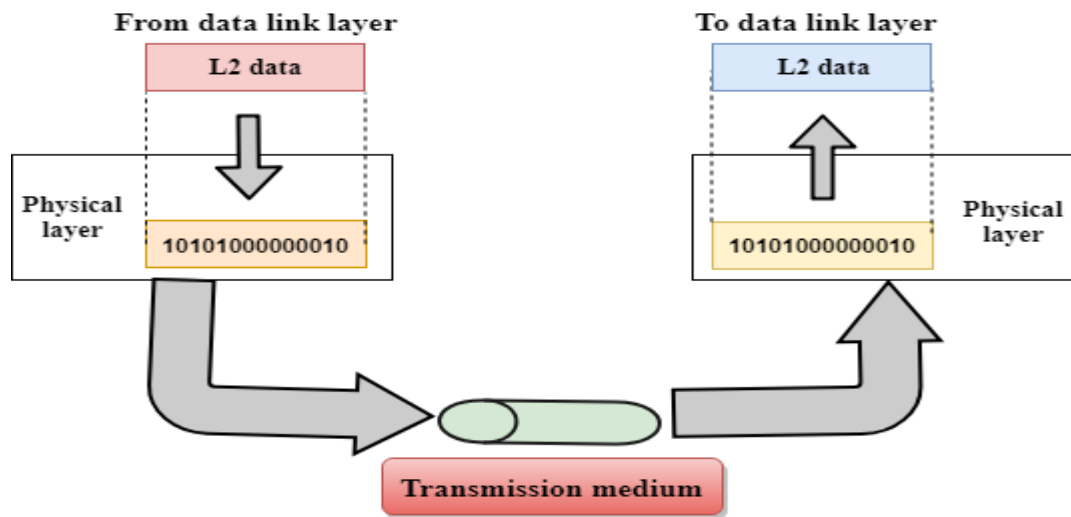 From data link layer
L2 data
Physical
layer
10101000000010
To data link layer
L2 data
10101000000010
Physical
layer
Transmission medium